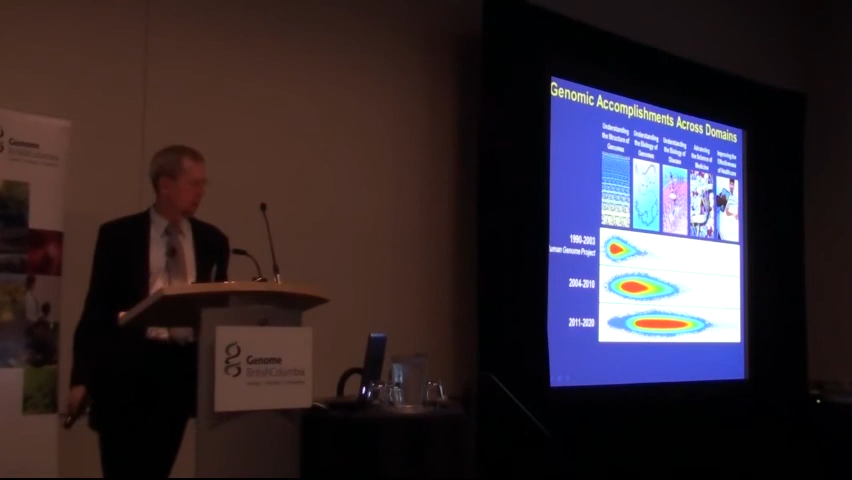 Genome
BritishColumbia
Genome
BritishColumbia
Genomic Accomplishments Across Domains
Understanding
the Structure of
Genomes
Understanding
the Biology of
Genomes
Understanding
the Biology of
Disease
Advancing
the Science of
Medicine
Improving the
Effectiveness
of Healthcare
1990-2003
Human Genome Project
2004-2010
2011-2020